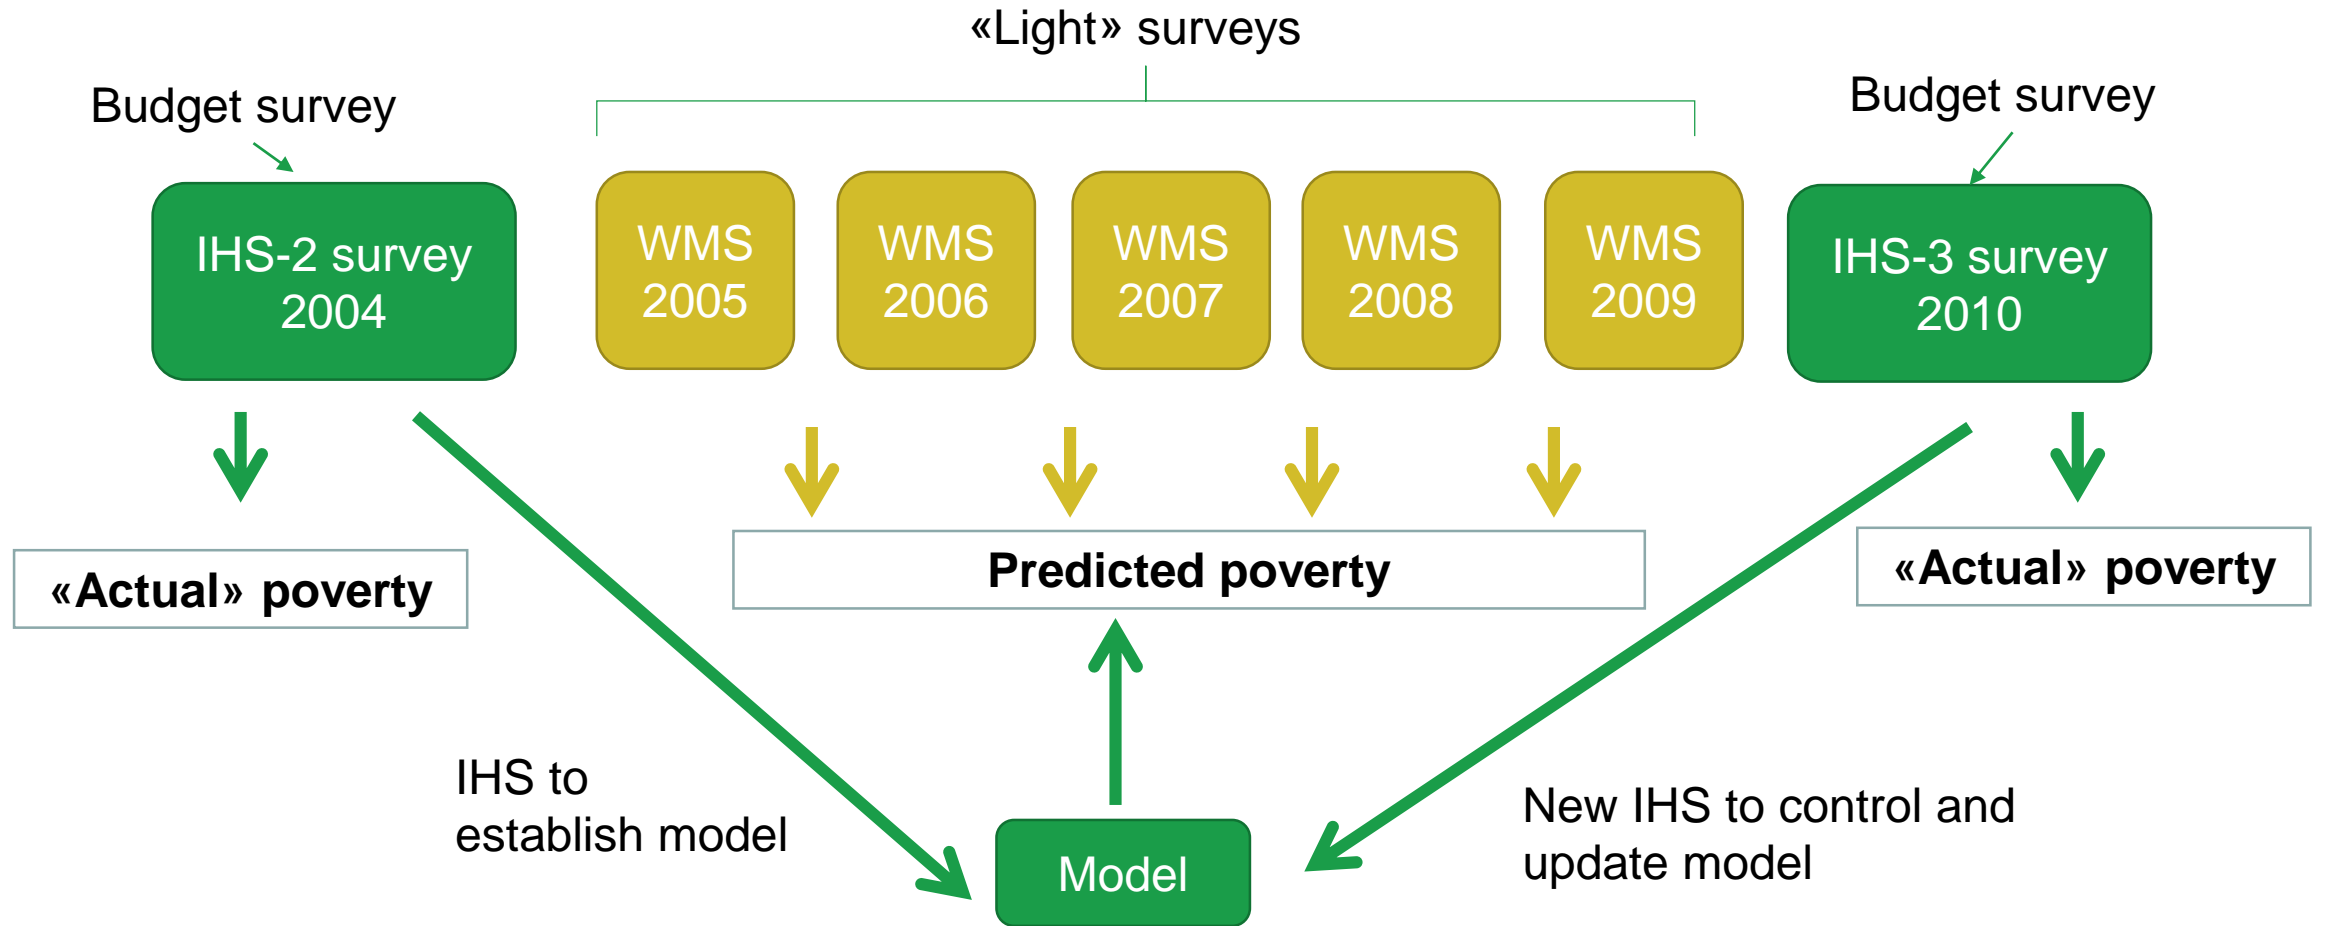 «Light» surveys
Budget survey
Budget survey
IHS-2 survey
2004
WMS
2005
WMS
2006
WMS
2007
WMS
2008
WMS
2009
IHS-3 survey
2010
«Actual» poverty
Predicted poverty
«Actual» poverty
IHS to
establish model
Model
New IHS to control and
update model